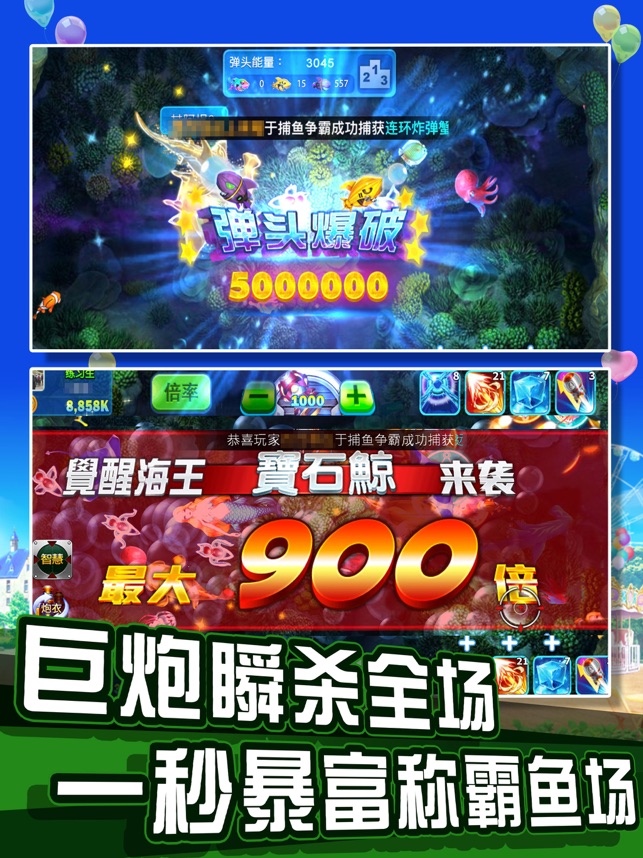 弹头能量： 3045
0 15 557
2 1 3
于捕鱼争霸成功捕获连环炸弹蟹
弹头爆破
5000000
练习生
8,858K
倍率
1000
8 21 7 3
恭喜玩家 于捕鱼争霸成功捕获
覺醒海王 寶石鯨 来袭
最大 900 倍
智慧
炮衣
21 7
巨炮瞬杀全场
一秒暴富称霸鱼场